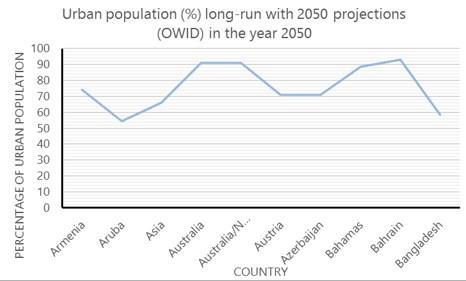 Urban population (%) long-run with 2050 projections
(OWID) in the year 2050
PERCENTAGE OF URBAN POPULATION
100
90
80
70
60
50
40
30
20
10
0
Armenia
Aruba
Asia
Australia
Australia/N...
Austria
Azerbaijan
Bahamas
Bahrain
Bangladesh
COUNTRY